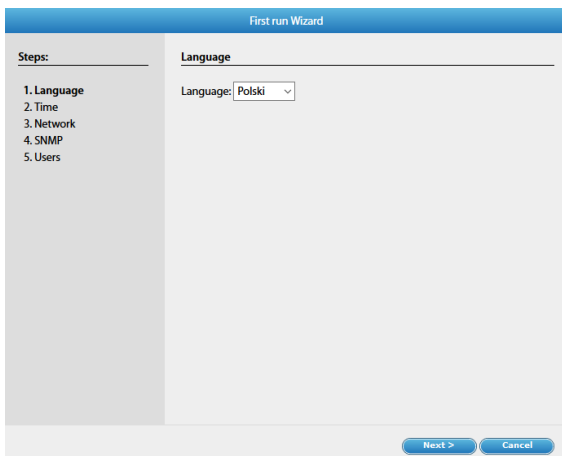 First run Wizard
Steps:
1. Language
2. Time
3. Network
4. SNMP
5. Users
Language
Language: Polski
Next >
Cancel